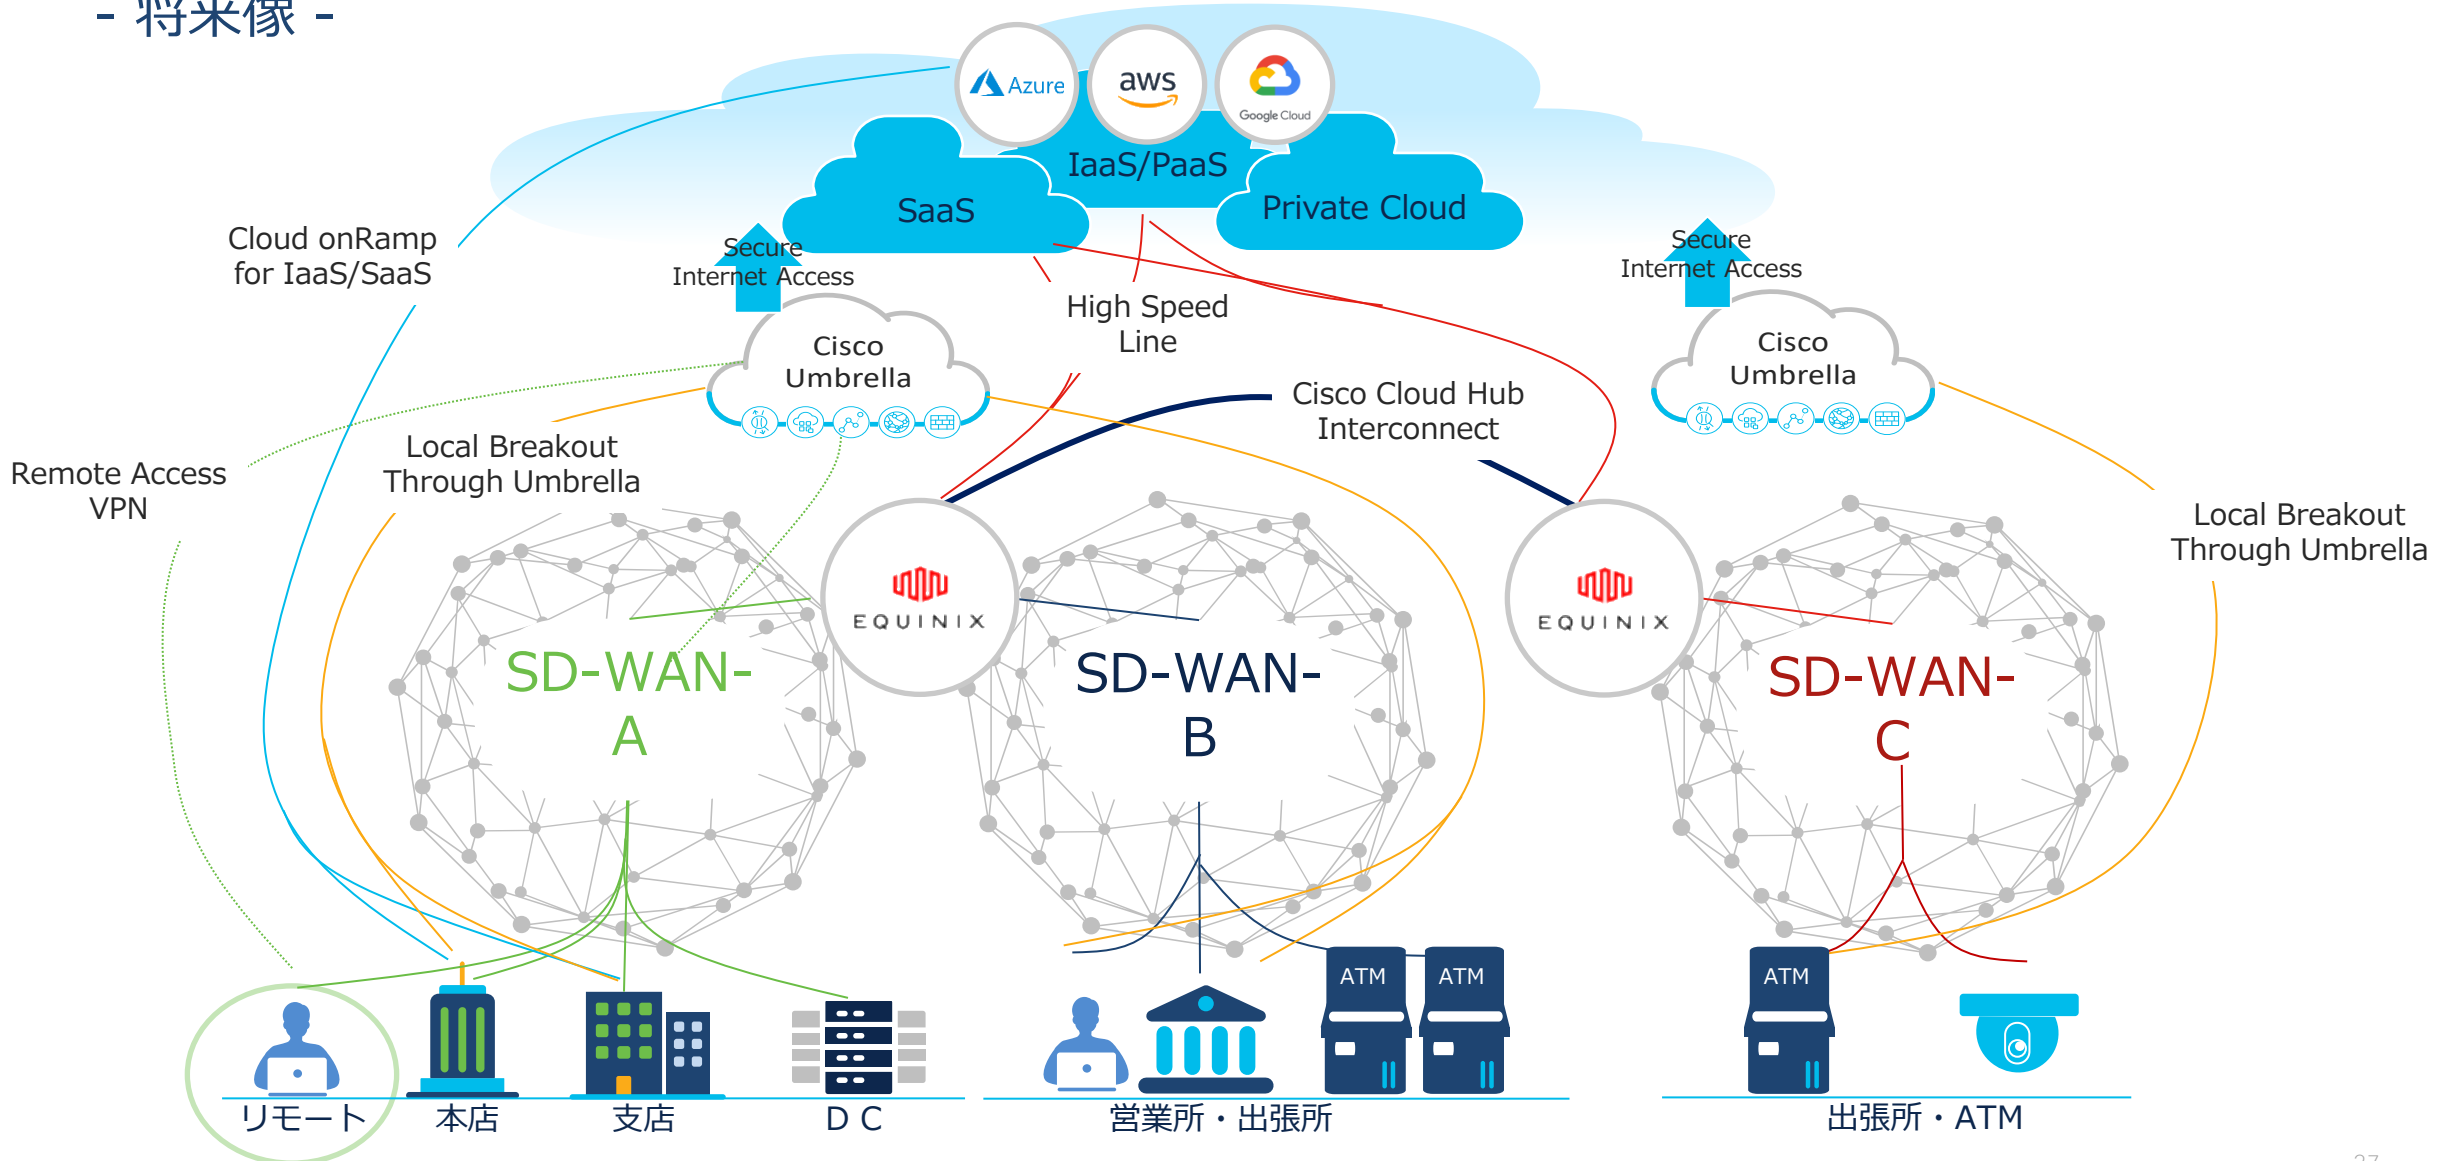 - 将来像 -
Azure
aws
Google Cloud
IaaS/PaaS
SaaS
Private Cloud
Cloud onRamp
for IaaS/SaaS
Secure
Internet Access
Secure
Internet Access
High Speed
Line
Cisco
Umbrella
Cisco
Umbrella
Cisco Cloud Hub
Interconnect
Local Breakout
Through Umbrella
Remote Access
VPN
Local Breakout
Through Umbrella
EQUINIX
EQUINIX
SD-WAN-
A
SD-WAN-
B
SD-WAN-
C
ATM
ATM
ATM
リモート
本店
支店
D C
営業所・出張所
出張所・ATM